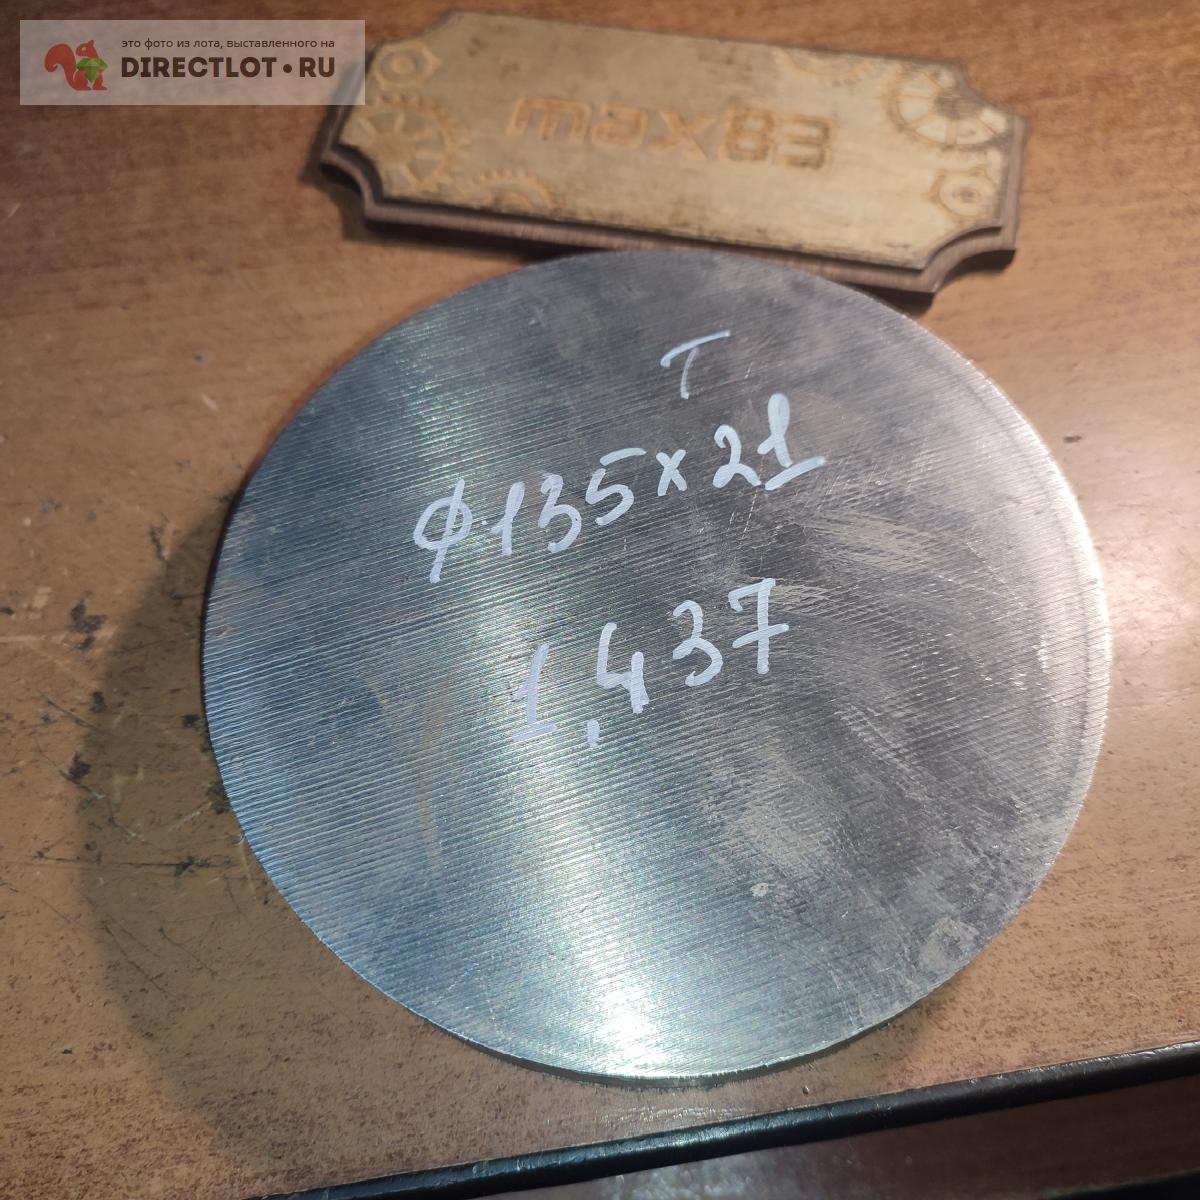 это фото из лота, выставленного на
DIRECTLOT•RU
max83
T
ф135x21
1,437